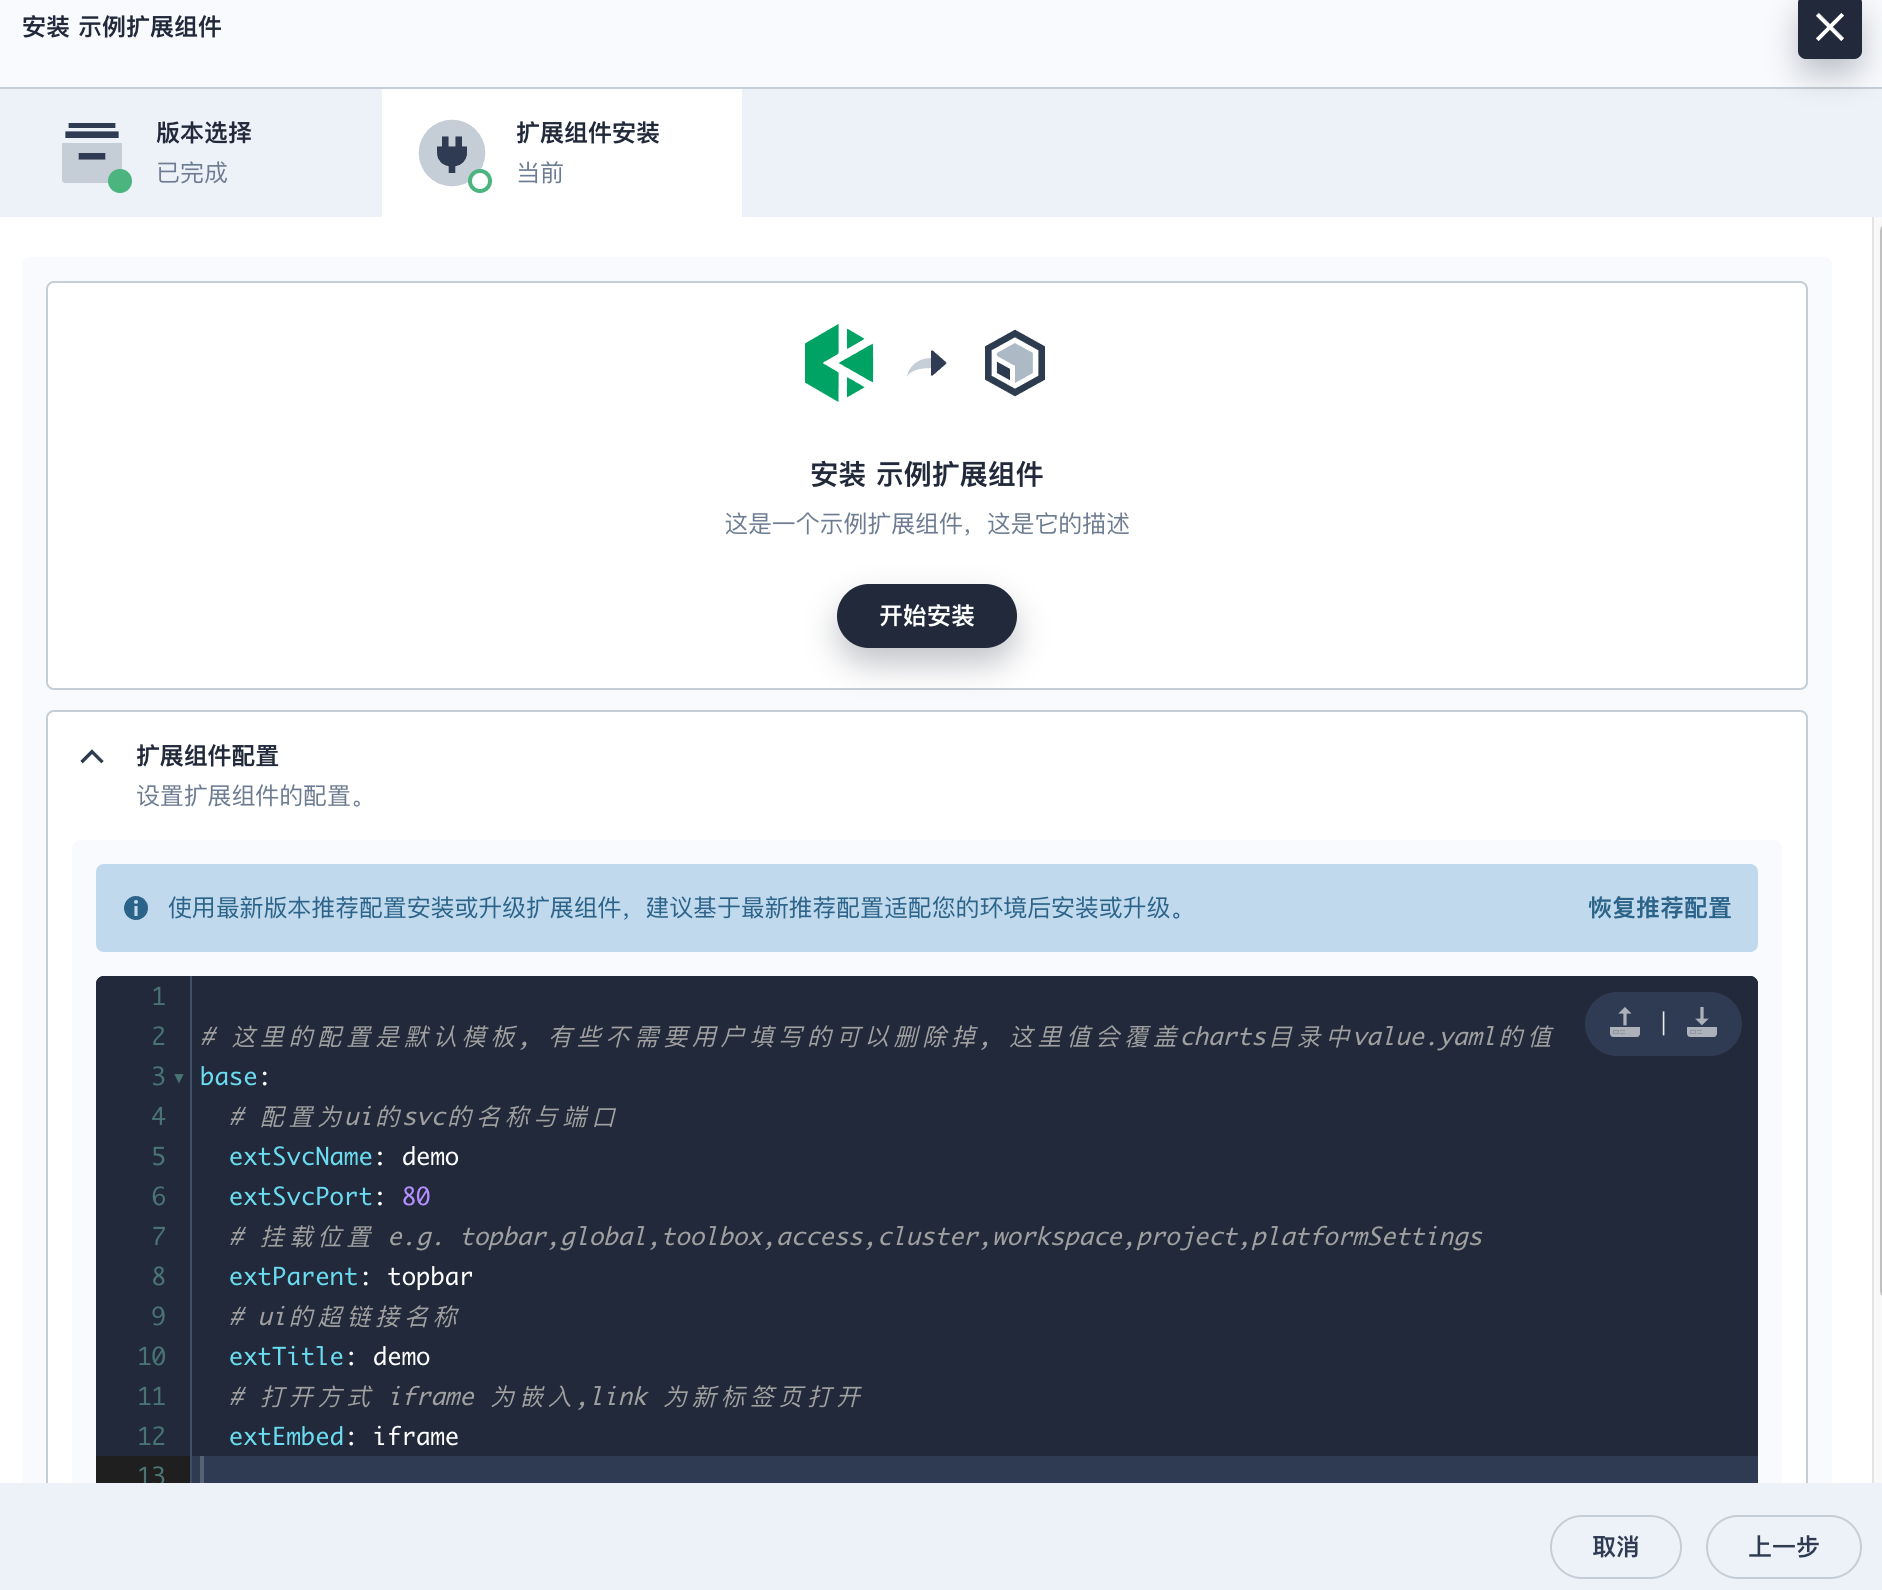 安装 示例扩展组件
版本选择
已完成
扩展组件安装
当前
安装 示例扩展组件
这是一个示例扩展组件，这是它的描述
开始安装
扩展组件配置
设置扩展组件的配置。
使用最新版本推荐配置安装或升级扩展组件，建议基于最新推荐配置适配您的环境后安装或升级。 恢复推荐配置
1
2 # 这里的配置是默认模板, 有些不需要用户填写的可以删除掉, 这里值会覆盖charts目录中value.yaml的值
3 base:
4 # 配置为ui的svc的名称与端口
5 extSvcName: demo
6 extSvcPort: 80
7 # 挂载位置 e.g. topbar,global,toolbox,access,cluster,workspace,project,platformSettings
8 extParent: topbar
9 # ui的超链接名称
10 extTitle: demo
11 # 打开方式 iframe 为嵌入,link 为新标签页打开
12 extEmbed: iframe
13
取消 上一步